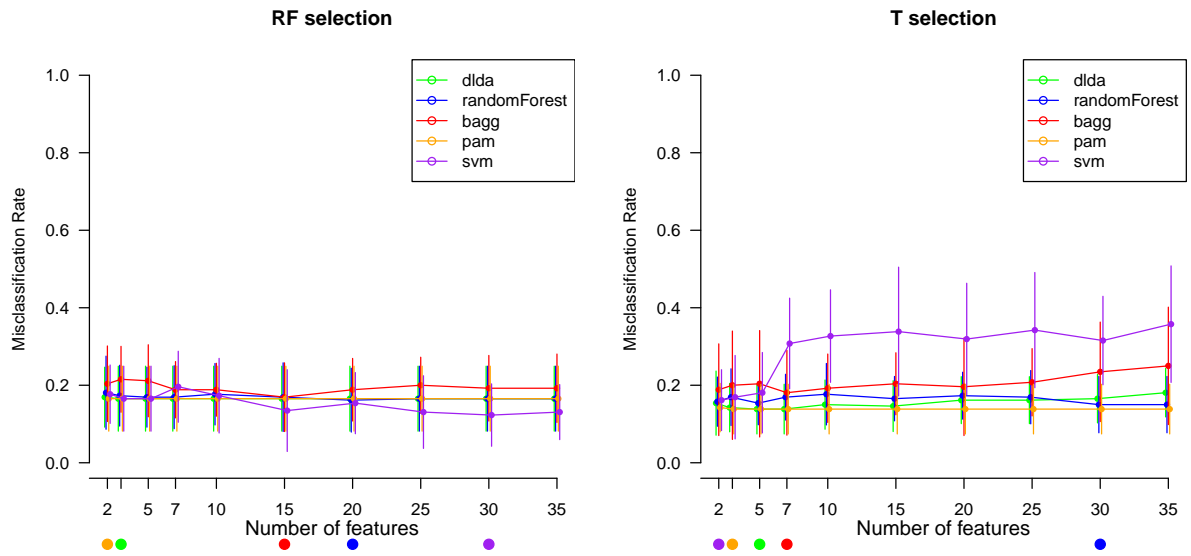 RF selection
1.0
0.8
0.6
0.4
0.2
0.0
Misclassification Rate
dlda
randomForest
bagg
pam
svm
2 5 7 10 15 20 25 30 35
Number of features
T selection
1.0
0.8
0.6
0.4
0.2
0.0
Misclassification Rate
dlda
randomForest
bagg
pam
svm
2 5 7 10 15 20 25 30 35
Number of features